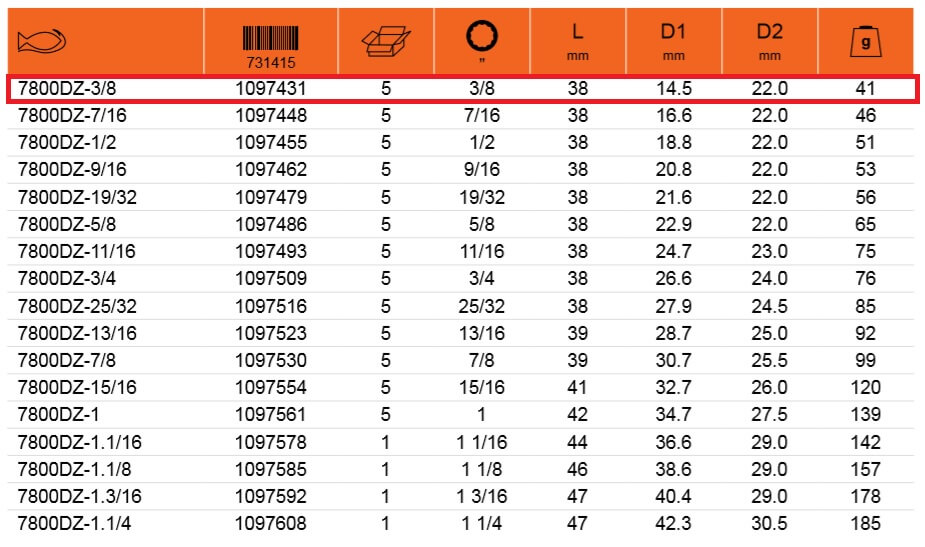 L D1 D2 g
731415 " mm mm mm
7800DZ-3/8 1097431 5 3/8 38 14.5 22.0 41
7800DZ-7/16 1097448 5 7/16 38 16.6 22.0 46
7800DZ-1/2 1097455 5 1/2 38 18.8 22.0 51
7800DZ-9/16 1097462 5 9/16 38 20.8 22.0 53
7800DZ-19/32 1097479 5 19/32 38 21.6 22.0 56
7800DZ-5/8 1097486 5 5/8 38 22.9 22.0 65
7800DZ-11/16 1097493 5 11/16 38 24.7 23.0 75
7800DZ-3/4 1097509 5 3/4 38 26.6 24.0 76
7800DZ-25/32 1097516 5 25/32 38 27.9 24.5 85
7800DZ-13/16 1097523 5 13/16 39 28.7 25.0 92
7800DZ-7/8 1097530 5 7/8 39 30.7 25.5 99
7800DZ-15/16 1097554 5 15/16 41 32.7 26.0 120
7800DZ-1 1097561 5 1 42 34.7 27.5 139
7800DZ-1.1/16 1097578 1 1 1/16 44 36.6 29.0 142
7800DZ-1.1/8 1097585 1 1 1/8 46 38.6 29.0 157
7800DZ-1.3/16 1097592 1 1 3/16 47 40.4 29.0 178
7800DZ-1.1/4 1097608 1 1 1/4 47 42.3 30.5 185